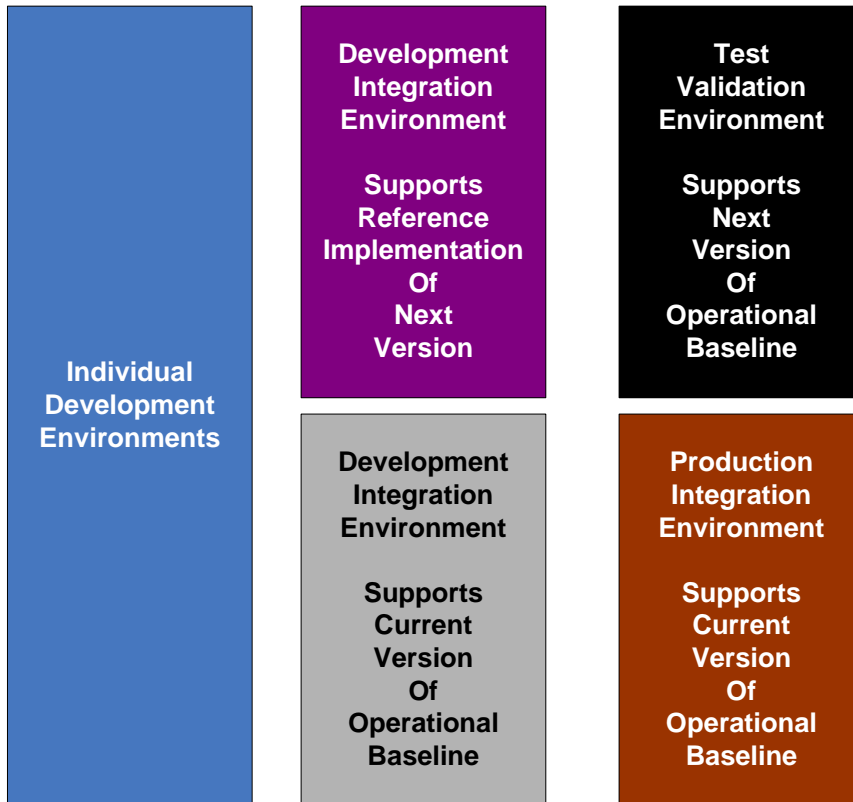 Individual
Development
Environments
Development
Integration
Environment
Supports
Reference
Implementation
Of
Next
Version
Test
Validation
Environment
Supports
Next
Version
Of
Operational
Baseline
Development
Integration
Environment
Supports
Current
Version
Of
Operational
Baseline
Production
Integration
Environment
Supports
Current
Version
Of
Operational
Baseline